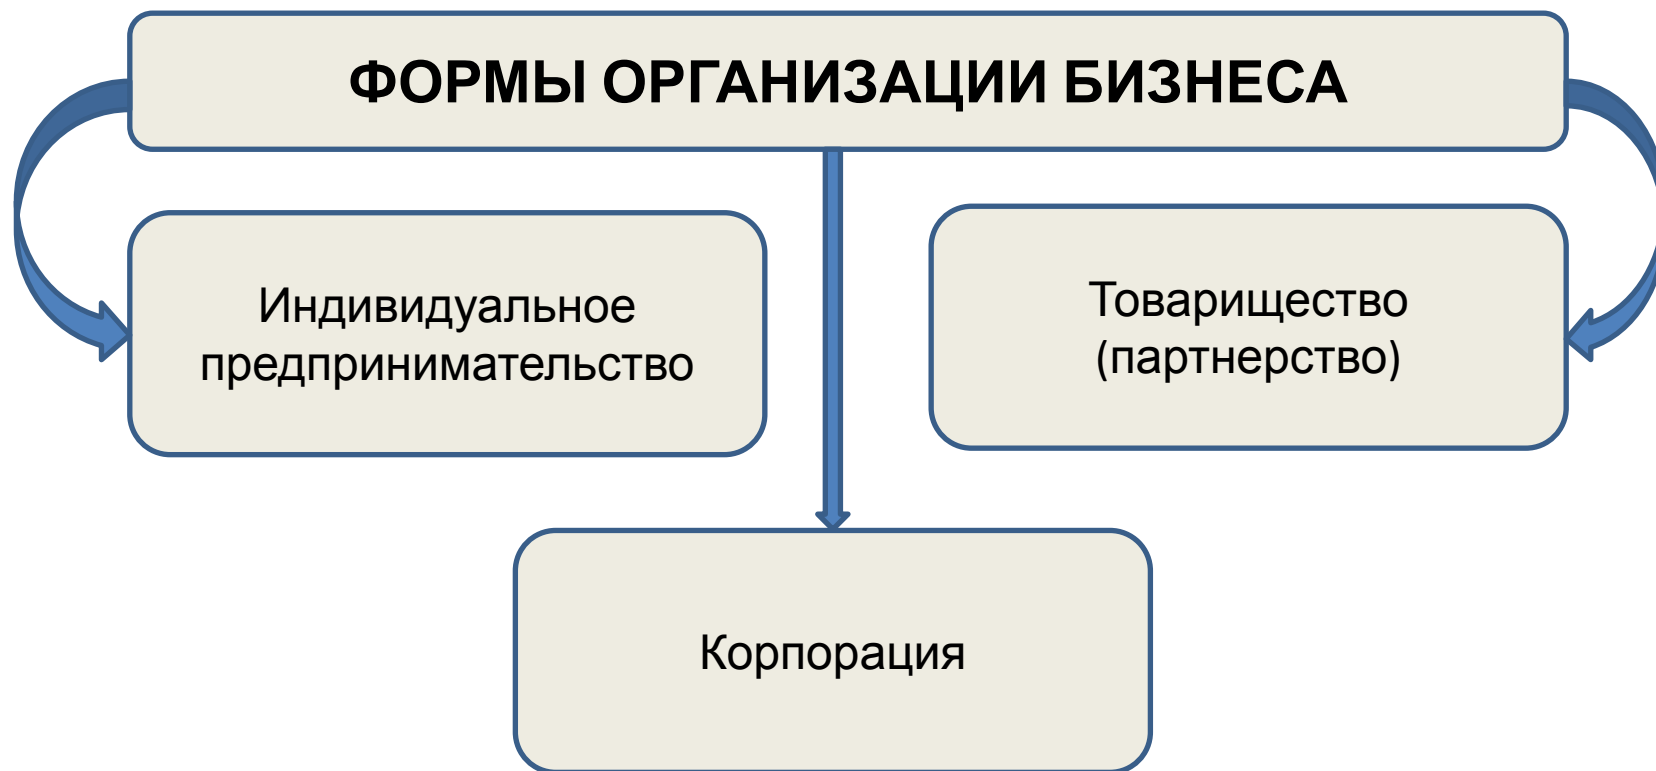 ФОРМЫ ОРГАНИЗАЦИИ БИЗНЕСА
Индивидуальное
предпринимательство
Товарищество
(партнерство)
Корпорация